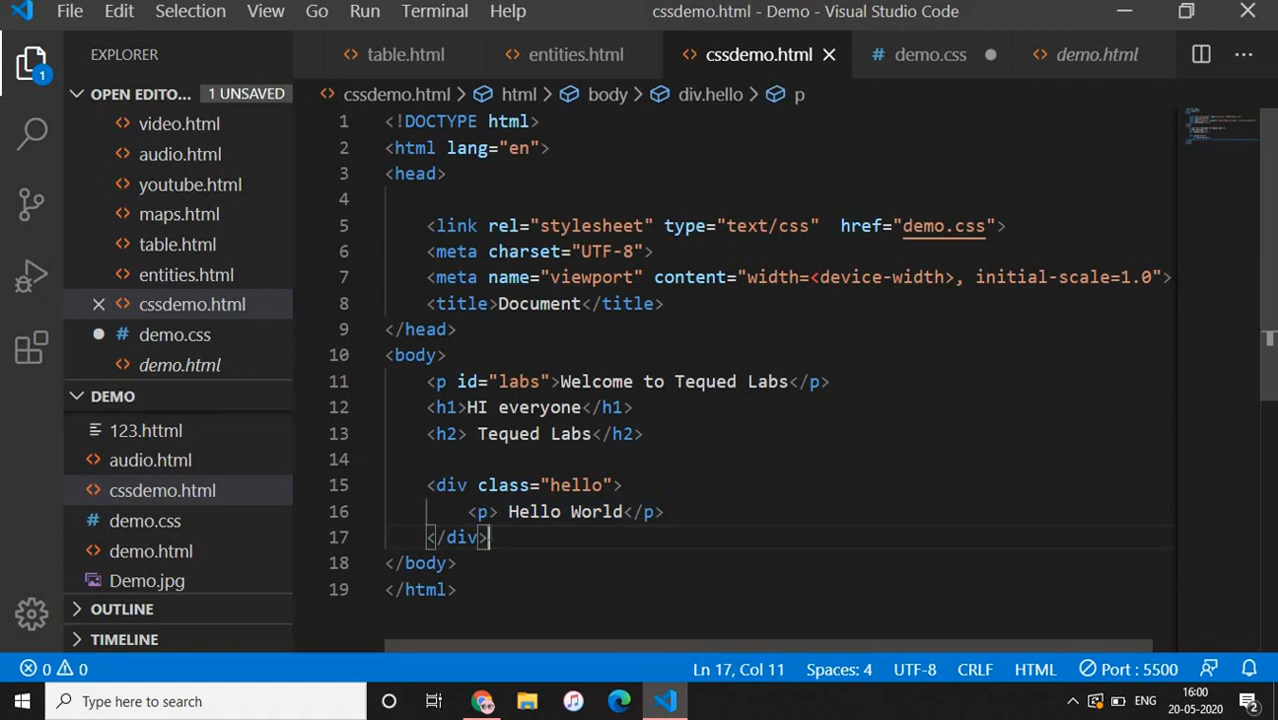 File Edit Selection View Go Run Terminal Help cssdemo.html - Demo - Visual Studio Code
EXPLORER
table.html entities.html cssdemo.html demo.css demo.html
1
OPEN EDITO... 1 UNSAVED
cssdemo.html > html > body > div.hello > p
video.html
audio.html
youtube.html
maps.html
table.html
entities.html
cssdemo.html
demo.css
demo.html
DEMO
123.httml
audio.html
cssdemo.html
demo.css
demo.html
Demo.jpg
OUTLINE
TIMELINE
1 <!DOCTYPE html>
2 <html lang="en">
3 <head>
4
5 <link rel="stylesheet" type="text/css"  href="demo.css">
6 <meta charset="UTF-8">
7 <meta name="viewport" content="width=<device-width>, initial-scale=1.0">
8 <title>Document</title>
9 </head>
10 <body>
11 <p id="labs">Welcome to Tequed Labs</p>
12 <h1>HI everyone</h1>
13 <h2> Tequed Labs</h2>
14
15 <div class="hello">
16 <p> Hello World</p>
17 </div>
18 </body>
19 </html>
0 0 Ln 17, Col 11 Spaces: 4 UTF-8 CRLF HTML Port : 5500
Type here to search ENG 16:00
20-05-2020 2